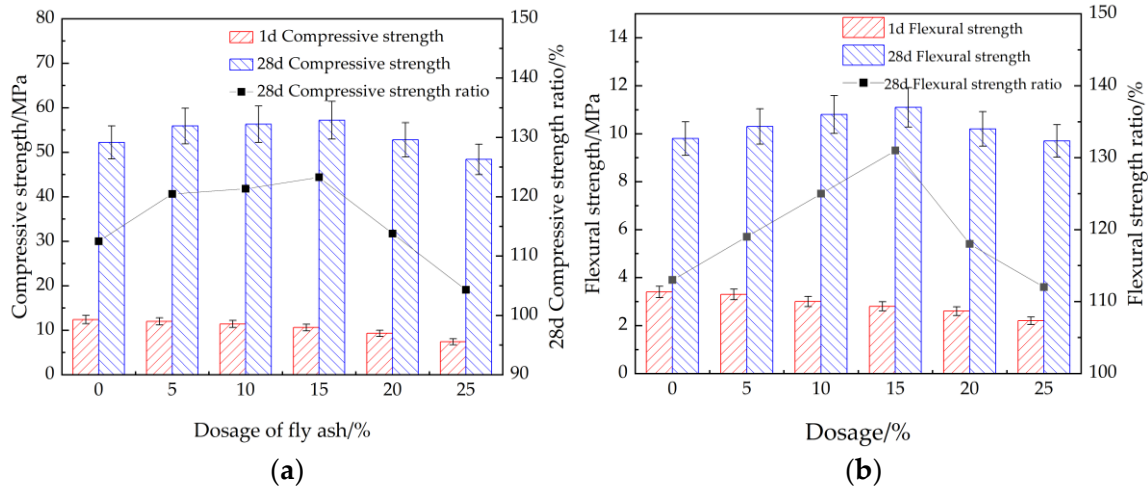 80
70
60
50
40
30
20
10
0
Compressive strength/MPa
1d Compressive strength
28d Compressive strength
28d Compressive strength ratio
150
140
130
120
110
100
90
28d Compressive strength ratio/%
0 5 10 15 20 25
Dosage of fly ash/%
(a)
14
12
10
8
6
4
2
0
Flexural strength/MPa
1d Flexural strength
28d Flexural strength
28d Flexural strength ratio
150
140
130
120
110
100
Flexural strength ratio/%
0 5 10 15 20 25
Dosage/%
(b)